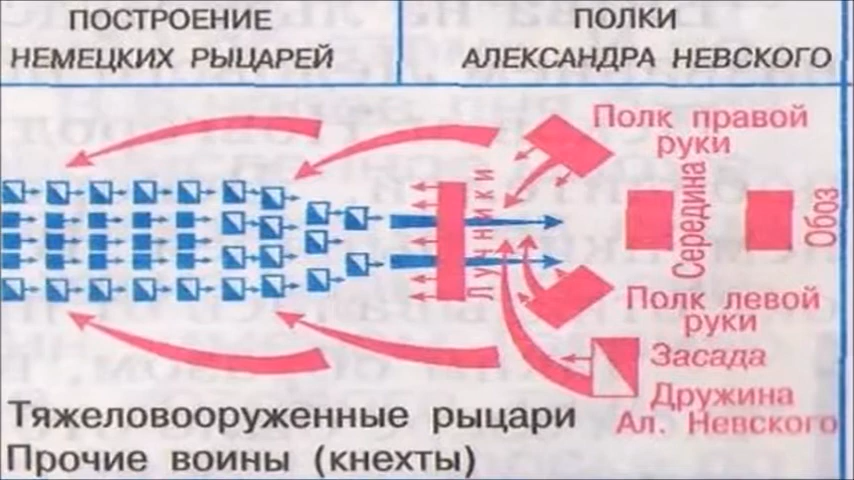 ПОСТРОЕНИЕ
НЕМЕЦКИХ РЫЦАРЕЙ
ПОЛКИ
АЛЕКСАНДРА НЕВСКОГО
Полк правой
руки
Лучники
Середина
Обоз
Полк левой
руки
Засада
Дружина
Ал. Невского
Тяжеловооруженные рыцари
Прочие воины (кнехты)